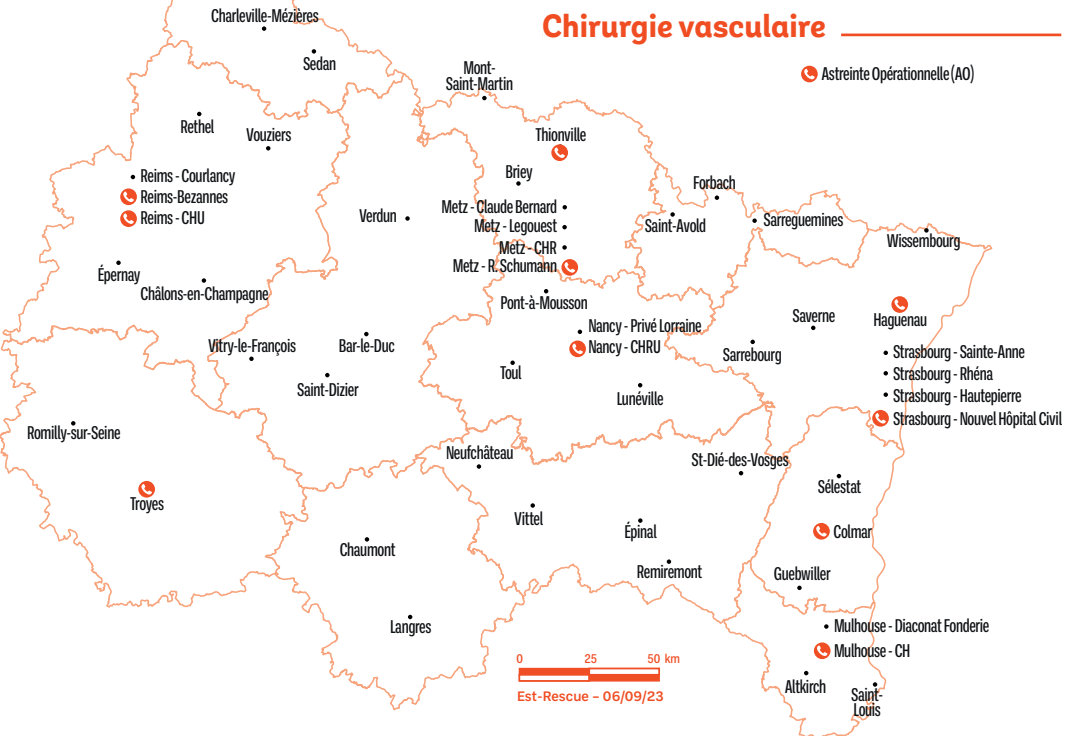 Chirurgie vasculaire
Astreinte Opérationnelle (AO)
Charleville-Mézières
Sedan
Mont-
Saint-Martin
Rethel
Vouziers
Thionville
Reims - Courlancy
Reims-Bezannes
Reims - CHU
Briey
Forbach
Verdun
Metz - Claude Bernard
Metz - Legouest
Metz - CHR
Metz - R. Schumann
Saint-Avold
Sarreguemines
Wissembourg
Épernay
Châlons-en-Champagne
Pont-à-Mousson
Nancy - Privé Lorraine
Nancy - CHRU
Saverne
Haguenau
Vitry-le-François
Bar-le-Duc
Saint-Dizier
Toul
Lunéville
Sarrebourg
Strasbourg - Sainte-Anne
Strasbourg - Rhéna
Strasbourg - Hautepierre
Strasbourg - Nouvel Hôpital Civil
Romilly-sur-Seine
Neufchâteau
St-Dié-des-Vosges
Sélestat
Troyes
Vittel
Épinal
Colmar
Chaumont
Remiremont
Guebwiller
Langres
Mulhouse - Diaconat Fonderie
Mulhouse - CH
Altkirch
Saint-
Louis
0 25 50 km
Est-Rescue – 06/09/23